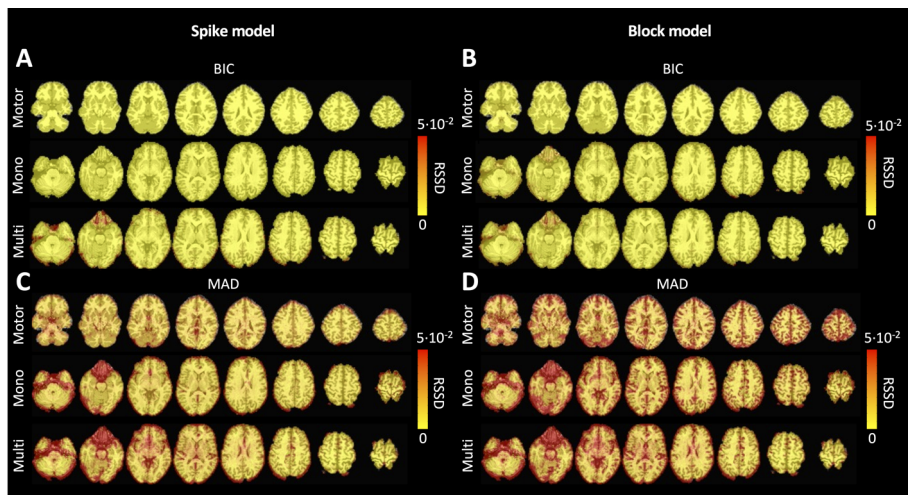 Spike model
Block model
A
B
BIC
BIC
Motor
Mono
Multi
5·10⁻²
RSSD
0
Motor
Mono
Multi
5·10⁻²
RSSD
0
C
D
MAD
MAD
Motor
Mono
Multi
5·10⁻²
RSSD
0
Motor
Mono
Multi
5·10⁻²
RSSD
0